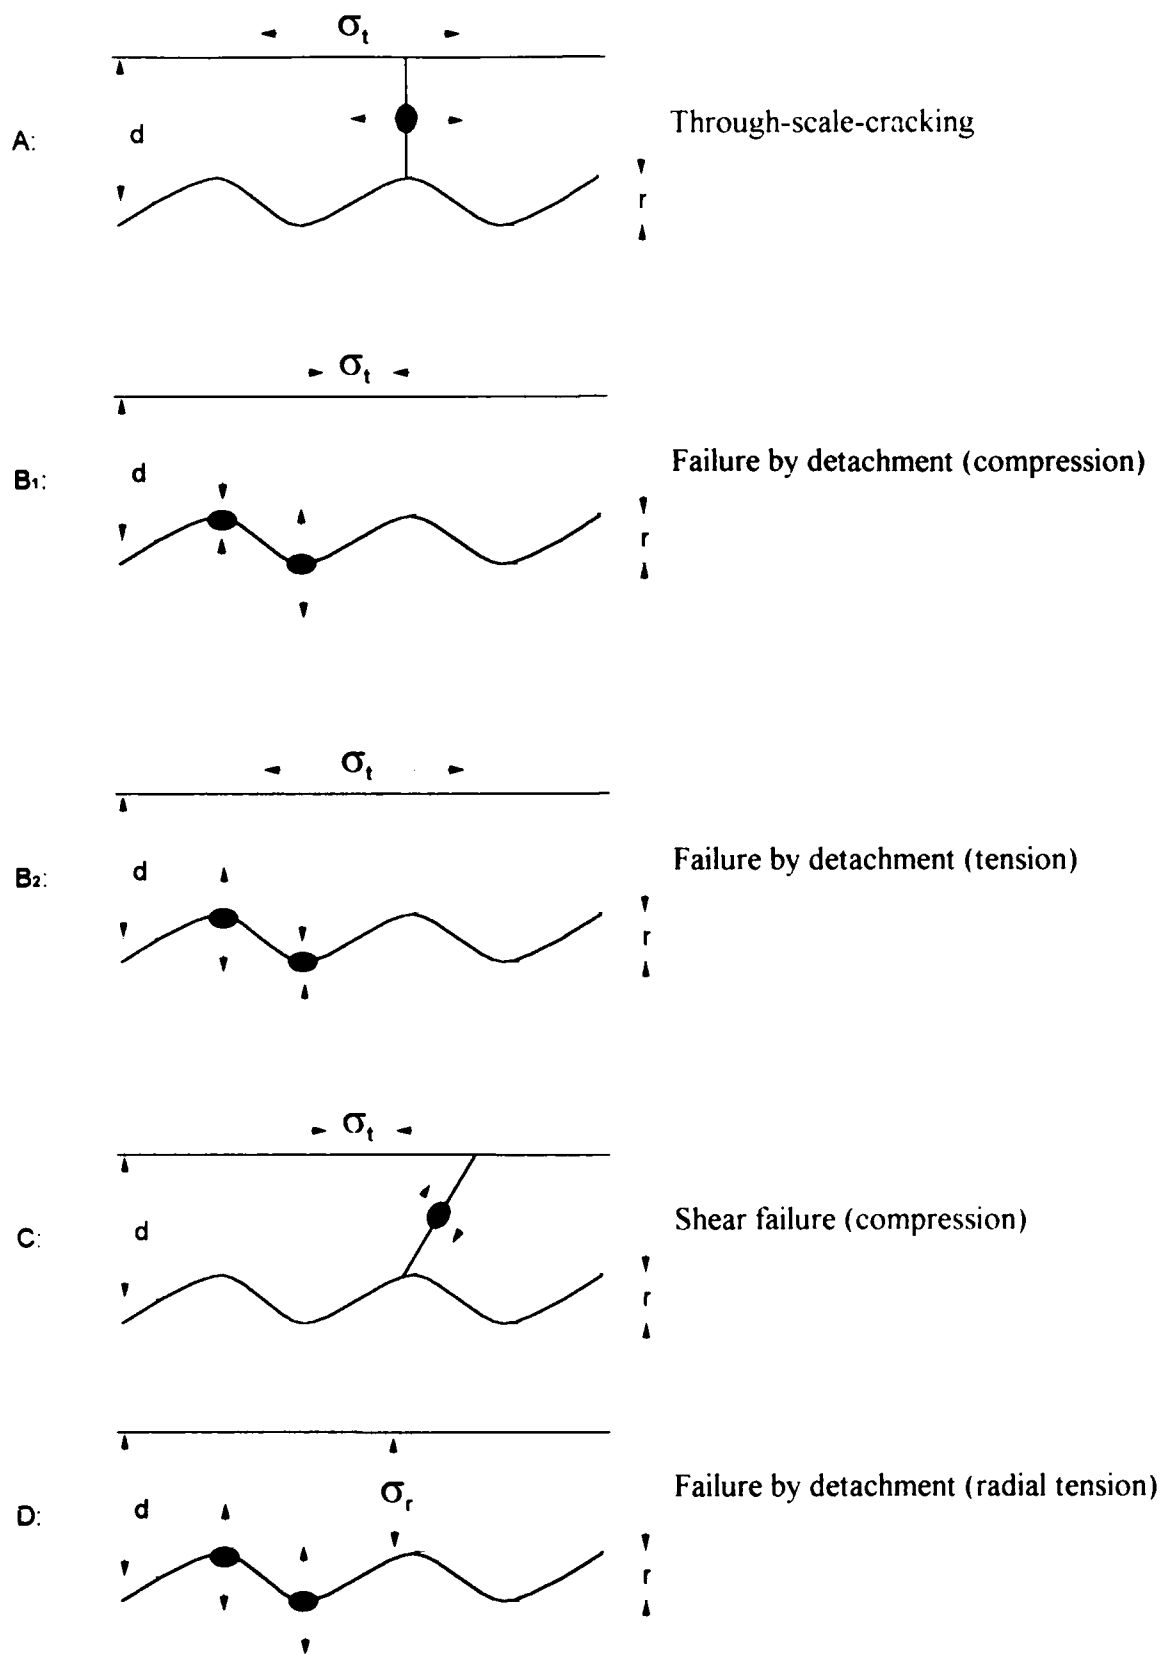 σt
A:
d
Through-scale-cracking
r
σt
B1:
d
Failure by detachment (compression)
r
σt
B2:
d
Failure by detachment (tension)
r
σt
C:
d
Shear failure (compression)
r
D:
d
σr
Failure by detachment (radial tension)
r